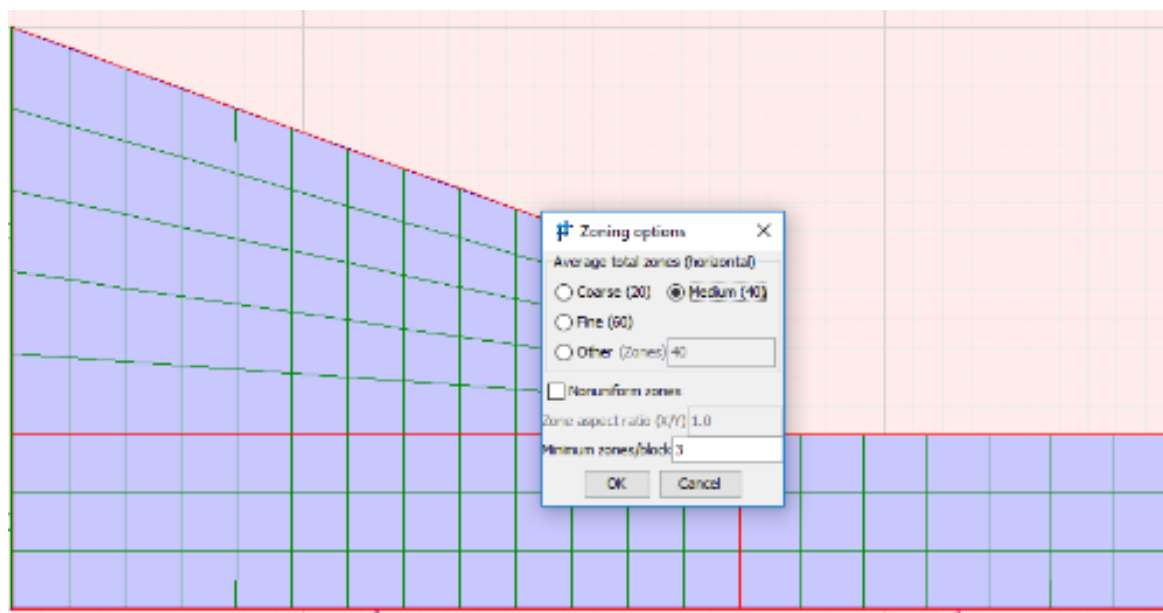 Zoning options
Average total zones (horizontal)
Coarse (20) Medium (40)
Fine (60)
Other (Zones) 40
Nonuniform zones
Zone aspect ratio (X/Y) 1.0
Minimum zones/block 3
OK Cancel